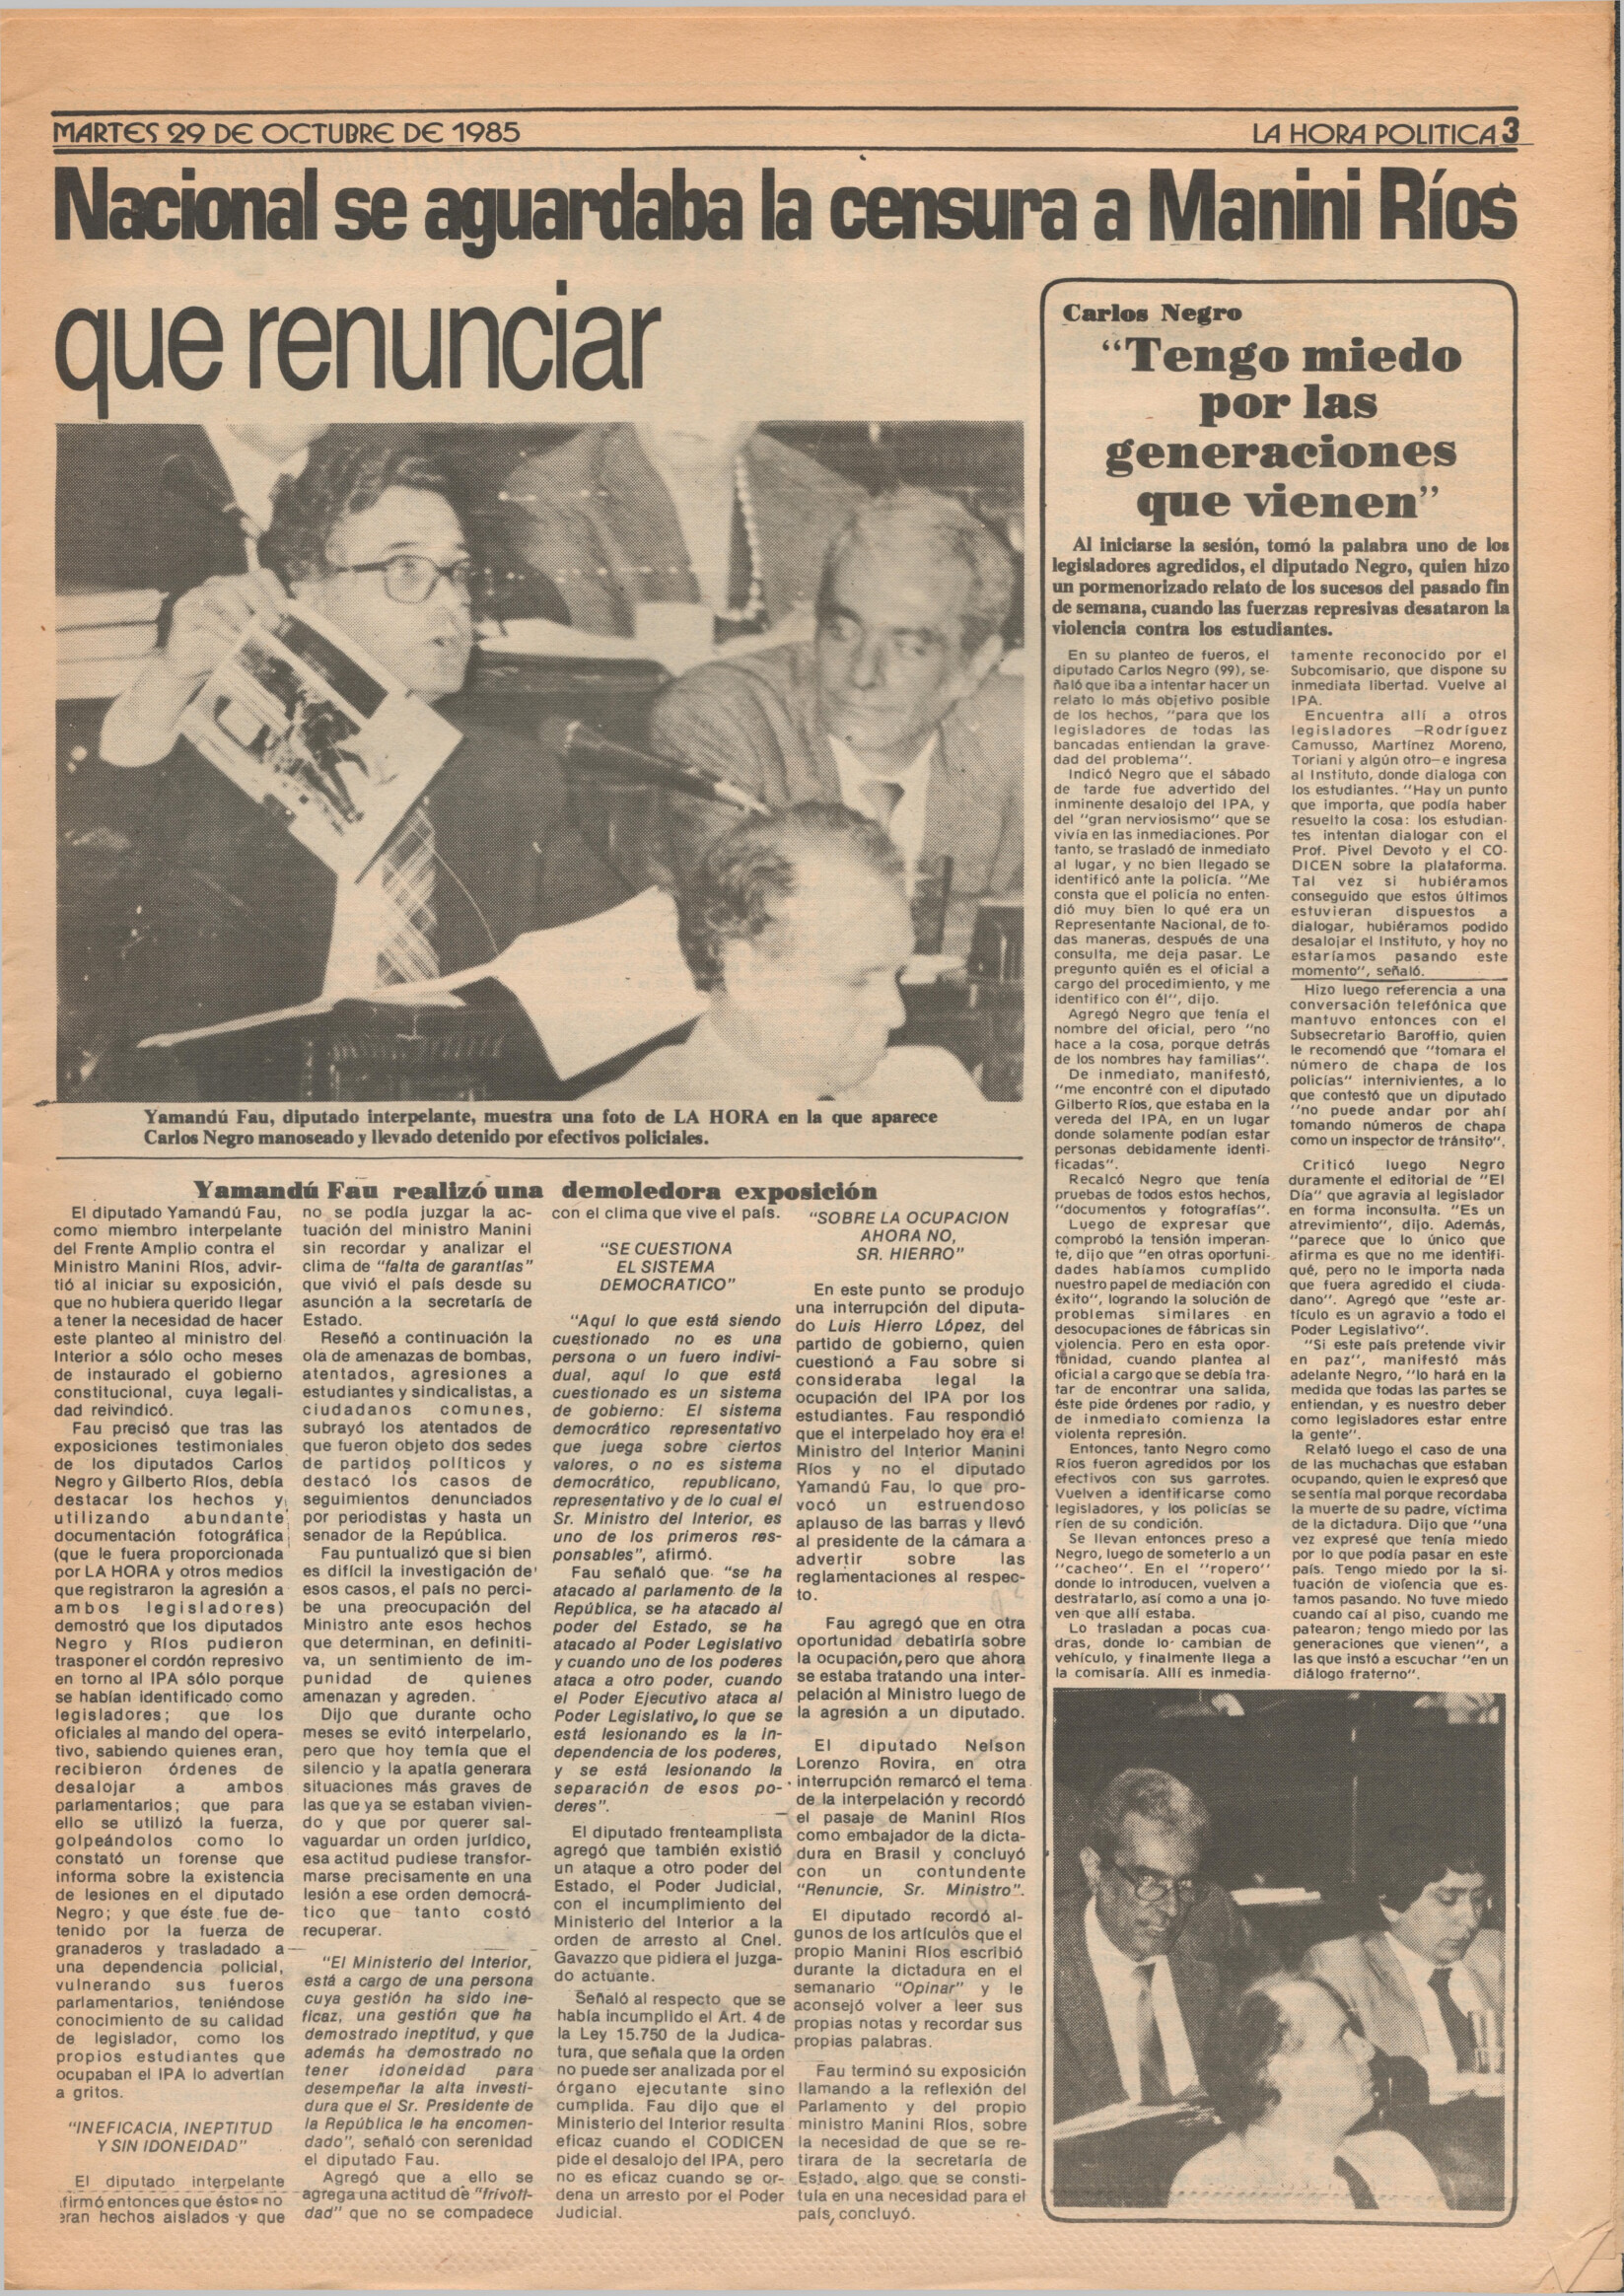 MARTES 29 DE OCTUBRE DE 1985
LA HORA POLITICA 3
Nacional se aguardaba la censura a Manini Ríos
que renunciar
Yamandú Fau, diputado interpelante, muestra una foto de LA HORA en la que aparece
Carlos Negro manoseado y llevado detenido por efectivos policiales.
Yamandú Fau realizó una demoledora exposición
El diputado Yamandú Fau,
como miembro interpelante
del Frente Amplio contra el
Ministro Manini Ríos, advir-
tió al iniciar su exposición,
que no hubiera querido llegar
a tener la necesidad de hacer
este planteo al ministro del
Interior a sólo ocho meses
de instaurado el gobierno
constitucional, cuya legali-
dad reivindicó.
Fau precisó que tras las
exposiciones testimoniales
de los diputados Carlos
Negro y Gilberto Ríos, debía
destacar los hechos y
utilizando abundante
documentación fotográfica
(que le fuera proporcionada
por LA HORA y otros medios
que registraron la agresión a
ambos legisladores)
demostró que los diputados
Negro y Ríos pudieron
trasponer el cordón represivo
en torno al IPA sólo porque
se habían identificado como
legisladores; que los
oficiales al mando del opera-
tivo, sabiendo quienes eran,
recibieron órdenes de
desalojar a ambos
parlamentarios; que para
ello se utilizó la fuerza,
golpeándolos como lo
constató un forense que
informa sobre la existencia
de lesiones en el diputado
Negro; y que éste fue de-
tenido por la fuerza de
granaderos y trasladado a
una dependencia policial,
vulnerando sus fueros
parlamentarios, teniéndose
conocimiento de su calidad
de legislador, como los
propios estudiantes que
ocupaban el IPA lo advertían
a gritos.
"INEFICACIA, INEPTITUD
Y SIN IDONEIDAD"
El diputado interpelante
firmó entonces que éstos no
eran hechos aislados y que
no se podía juzgar la ac-
tuación del ministro Manini
sin recordar y analizar el
clima de "falta de garantías"
que vivió el país desde su
asunción a la secretaría de
Estado.
Reseñó a continuación la
ola de amenazas de bombas,
atentados, agresiones a
estudiantes y sindicalistas, a
ciudadanos comunes,
subrayó los atentados de
que fueron objeto dos sedes
de partidos políticos y
destacó los casos de
seguimientos denunciados
por periodistas y hasta un
senador de la República.
Fau puntualizó que si bien
es difícil la investigación de
esos casos, el país no perci-
be una preocupación del
Ministro ante esos hechos
que determinan, en definiti-
va, un sentimiento de im-
punidad de quienes
amenazan y agreden.
Dijo que durante ocho
meses se evitó interpelarlo,
pero que hoy temía que el
silencio y la apatía generara
situaciones más graves de
las que ya se estaban vivien-
do y que por querer sal-
vaguardar un orden jurídico,
esa actitud pudiese transfor-
marse precisamente en una
lesión a ese orden democrá-
tico que tanto costó
recuperar.
"El Ministerio del Interior,
está a cargo de una persona
cuya gestión ha sido ine-
ficaz, una gestión que ha
demostrado ineptitud, y que
además ha demostrado no
tener idoneidad para
desempeñar la alta investi-
dura que el Sr. Presidente de
la República le ha encomen-
dado", señaló con serenidad
el diputado Fau.
Agregó que a ello se
agrega una actitud de "frivoli-
dad" que no se compadece
con el clima que vive el país.
"SE CUESTIONA
EL SISTEMA
DEMOCRATICO"
"Aquí lo que está siendo
cuestionado no es una
persona o un fuero indivi-
dual, aquí lo que está
cuestionado es un sistema
de gobierno: El sistema
democrático representativo
que juega sobre ciertos
valores, o no es sistema
democrático, republicano,
representativo y de lo cual el
Sr. Ministro del Interior, es
uno de los primeros res-
ponsables", afirmó.
Fau señaló que "se ha
atacado al parlamento de la
República, se ha atacado al
poder del Estado, se ha
atacado al Poder Legislativo
y cuando uno de los poderes
ataca a otro poder, cuando
el Poder Ejecutivo ataca al
Poder Legislativo, lo que se
está lesionando es la in-
dependencia de los poderes,
y se está lesionando la
separación de esos po-
deres".
El diputado frenteamplista
agregó que también existió
un ataque a otro poder del
Estado, el Poder Judicial,
con el incumplimiento del
Ministerio del Interior a la
orden de arresto al Cnel.
Gavazzo que pidiera el juzga-
do actuante.
Señaló al respecto que se
había incumplido el Art. 4 de
la Ley 15.750 de la Judica-
tura, que señala que la orden
no puede ser analizada por el
órgano ejecutante sino
cumplida. Fau dijo que el
Ministerio del Interior resulta
eficaz cuando el CODICEN
pide el desalojo del IPA, pero
no es eficaz cuando se or-
dena un arresto por el Poder
Judicial.
"SOBRE LA OCUPACION
AHORA NO,
SR. HIERRO"
En este punto se produjo
una interrupción del diputa-
do Luis Hierro López, del
partido de gobierno, quien
cuestionó a Fau sobre si
consideraba legal la
ocupación del IPA por los
estudiantes. Fau respondió
que el interpelado hoy era el
Ministro del Interior Manini
Ríos y no el diputado
Yamandú Fau, lo que pro-
vocó un estruendoso
aplauso de las barras y llevó
al presidente de la cámara a
advertir sobre las
reglamentaciones al respec-
to.
Fau agregó que en otra
oportunidad debatiría sobre
la ocupación, pero que ahora
se estaba tratando una inter-
pelación al Ministro luego de
la agresión a un diputado.
El diputado Nelson
Lorenzo Rovira, en otra
interrupción remarcó el tema
de la interpelación y recordó
el pasaje de Manini Ríos
como embajador de la dicta-
dura en Brasil y concluyó
con un contundente
"Renuncie, Sr. Ministro".
El diputado recordó al-
gunos de los artículos que el
propio Manini Ríos escribió
durante la dictadura en el
semanario "Opinar" y le
aconsejó volver a leer sus
propias notas y recordar sus
propias palabras.
Fau terminó su exposición
llamando a la reflexión del
Parlamento y del propio
ministro Manini Ríos, sobre
la necesidad de que se re-
tirara de la secretaría de
Estado, algo que se consti-
tuía en una necesidad para el
país, concluyó.
Carlos Negro
"Tengo miedo
por las
generaciones
que vienen"
Al iniciarse la sesión, tomó la palabra uno de los
legisladores agredidos, el diputado Negro, quien hizo
un pormenorizado relato de los sucesos del pasado fin
de semana, cuando las fuerzas represivas desataron la
violencia contra los estudiantes.
En su planteo de fueros, el
diputado Carlos Negro (99), se-
ñaló que iba a intentar hacer un
relato lo más objetivo posible
de los hechos, "para que los
legisladores de todas las
bancadas entiendan la grave-
dad del problema".
Indicó Negro que el sábado
de tarde fue advertido del
inminente desalojo del IPA, y
del "gran nerviosismo" que se
vivía en las inmediaciones. Por
tanto, se trasladó de inmediato
al lugar, y no bien llegado se
identificó ante la policía. "Me
consta que el policía no enten-
dió muy bien lo qué era un
Representante Nacional, de to-
das maneras, después de una
consulta, me deja pasar. Le
pregunto quién es el oficial a
cargo del procedimiento, y me
identifico con él", dijo.
Agregó Negro que tenía el
nombre del oficial, pero "no
hace a la cosa, porque detrás
de los nombres hay familias".
De inmediato, manifestó,
"me encontré con el diputado
Gilberto Ríos, que estaba en la
vereda del IPA, en un lugar
donde solamente podían estar
personas debidamente identi-
ficadas".
Recalcó Negro que tenía
pruebas de todos estos hechos,
"documentos y fotografías".
Luego de expresar que
comprobó la tensión imperan-
te, dijo que "en otras oportuni-
dades habíamos cumplido
nuestro papel de mediación con
éxito", logrando la solución de
problemas similares en
desocupaciones de fábricas sin
violencia. Pero en esta opor-
tunidad, cuando plantea al
oficial a cargo que se debía tra-
tar de encontrar una salida,
éste pide órdenes por radio, y
de inmediato comienza la
violenta represión.
Entonces, tanto Negro como
Ríos fueron agredidos por los
efectivos con sus garrotes.
Vuelven a identificarse como
legisladores, y los policías se
ríen de su condición.
Se llevan entonces preso a
Negro, luego de someterlo a un
"cacheo". En el "ropero"
donde lo introducen, vuelven a
destratarlo, así como a una jo-
ven que allí estaba.
Lo trasladan a pocas cua-
dras, donde lo cambian de
vehículo, y finalmente llega a
la comisaría. Allí es inmedia-
tamente reconocido por el
Subcomisario, que dispone su
inmediata libertad. Vuelve al
IPA.
Encuentra allí a otros
legisladores —Rodríguez
Camusso, Martínez Moreno,
Toriani y algún otro—e ingresa
al Instituto, donde dialoga con
los estudiantes. "Hay un punto
que importa, que podía haber
resuelto la cosa: los estudian-
tes intentan dialogar con el
Prof. Pivel Devoto y el CO-
DICEN sobre la plataforma.
Tal vez si hubiéramos
conseguido que estos últimos
estuvieran dispuestos a
dialogar, hubiéramos podido
desalojar el Instituto, y hoy no
estaríamos pasando este
momento", señaló.
Hizo luego referencia a una
conversación telefónica que
mantuvo entonces con el
Subsecretario Baroffio, quien
le recomendó que "tomara el
número de chapa de los
policías" internivientes, a lo
que contestó que un diputado
"no puede andar por ahí
tomando números de chapa
como un inspector de tránsito".
Criticó luego Negro
duramente el editorial de "El
Día" que agravia al legislador
en forma inconsulta. "Es un
atrevimiento", dijo. Además,
"parece que lo único que
afirma es que no me identifi-
qué, pero no le importa nada
que fuera agredido el ciuda-
dano". Agregó que "este ar-
tículo es un agravio a todo el
Poder Legislativo".
"Si este país pretende vivir
en paz", manifestó más
adelante Negro, "lo hará en la
medida que todas las partes se
entiendan, y es nuestro deber
como legisladores estar entre
la gente".
Relató luego el caso de una
de las muchachas que estaban
ocupando, quien le expresó que
se sentía mal porque recordaba
la muerte de su padre, víctima
de la dictadura. Dijo que "una
vez expresé que tenía miedo
por lo que podía pasar en este
país. Tengo miedo por la si-
tuación de violencia que es-
tamos pasando. No tuve miedo
cuando caí al piso, cuando me
patearon; tengo miedo por las
generaciones que vienen", a
las que instó a escuchar "en un
diálogo fraterno".